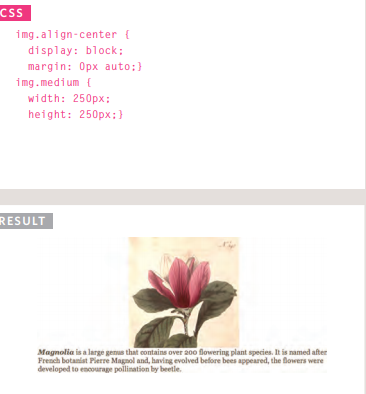 CSS
img.align-center {
display: block;
margin: 0px auto;}
img.medium {
width: 250px;
height: 250px;}
RESULT
Magnolia is a large genus that contains over 200 flowering plant species. It is named after
French botanist Pierre Magnol and, having evolved before bees appeared, the flowers were
developed to encourage pollination by beetle.